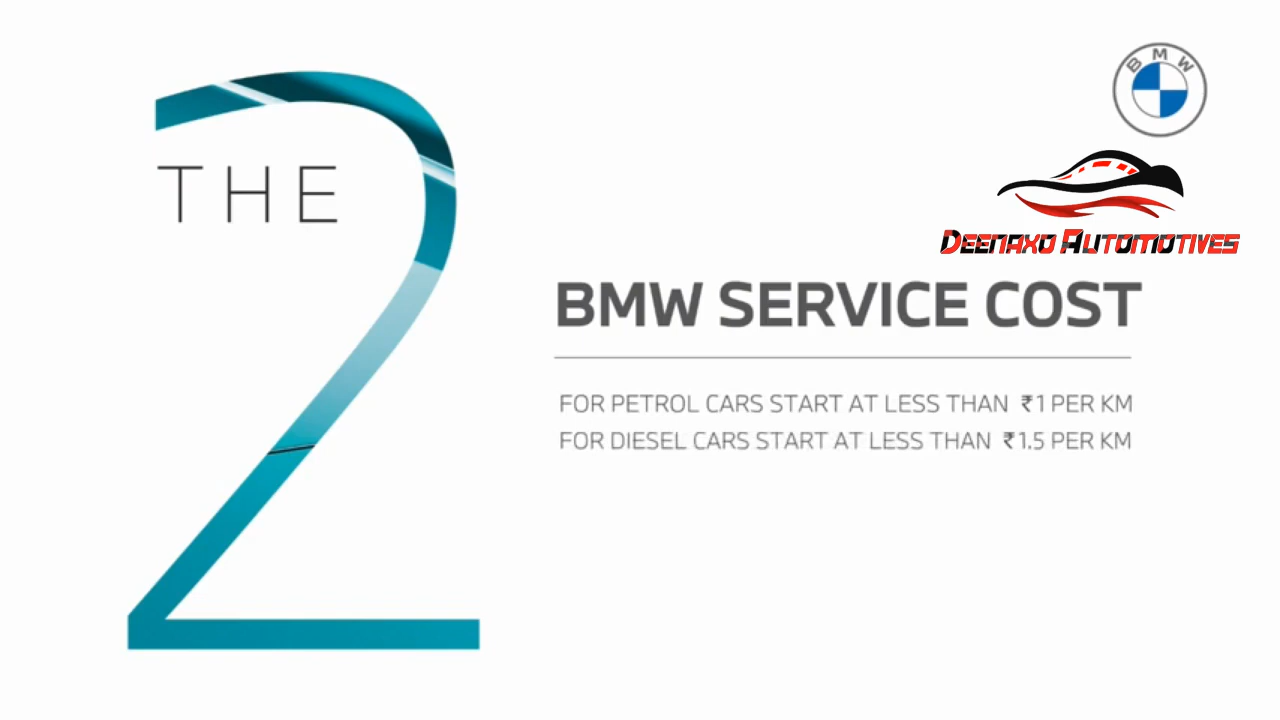 THE
2
BMW
DEENAXO AUTOMOTIVES
BMW SERVICE COST
FOR PETROL CARS START AT LESS THAN ₹1 PER KM
FOR DIESEL CARS START AT LESS THAN ₹1.5 PER KM